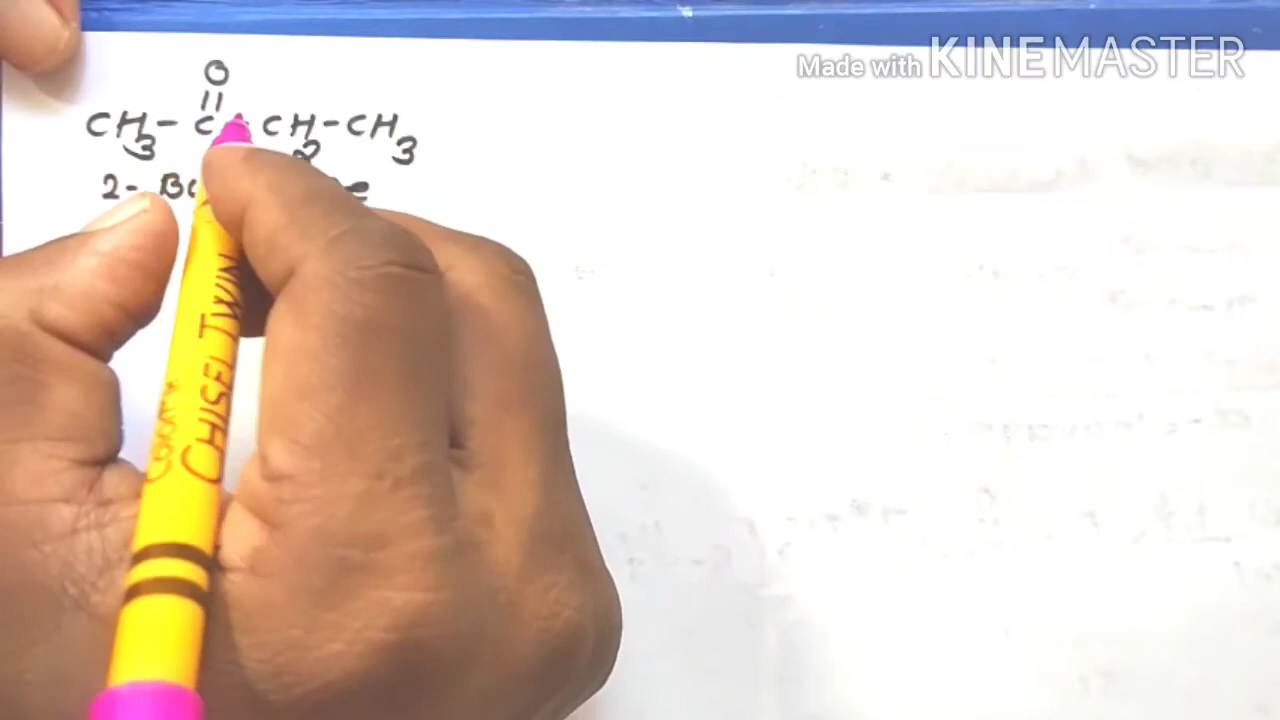 Made with KINEMASTER
O
||
CH3 - C - CH2 - CH3
2-
CHISEL TWIN